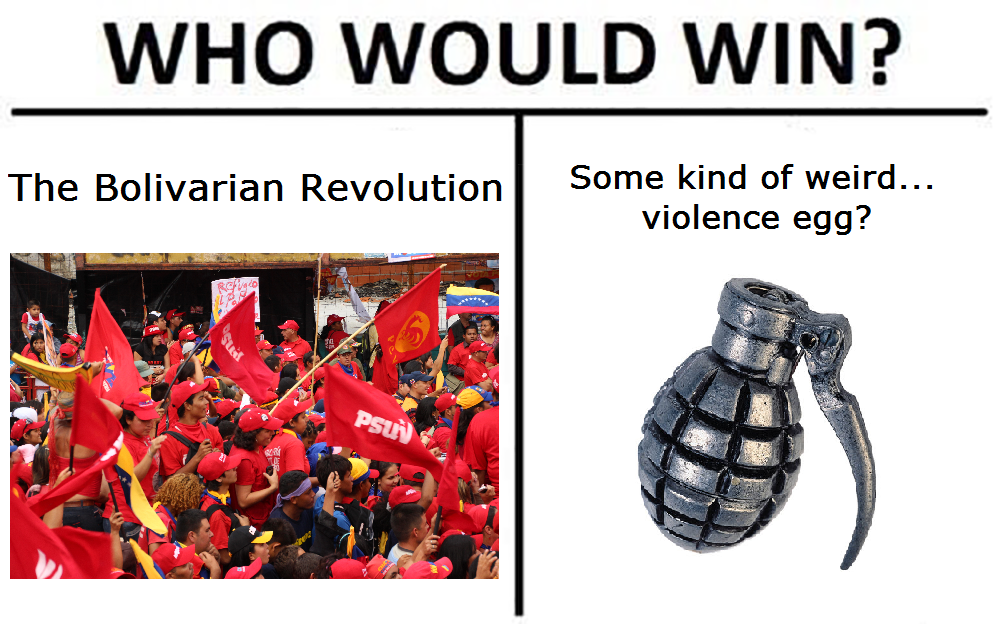 WHO WOULD WIN?
The Bolivarian Revolution
Some kind of weird...
violence egg?
PSUV
PSUV